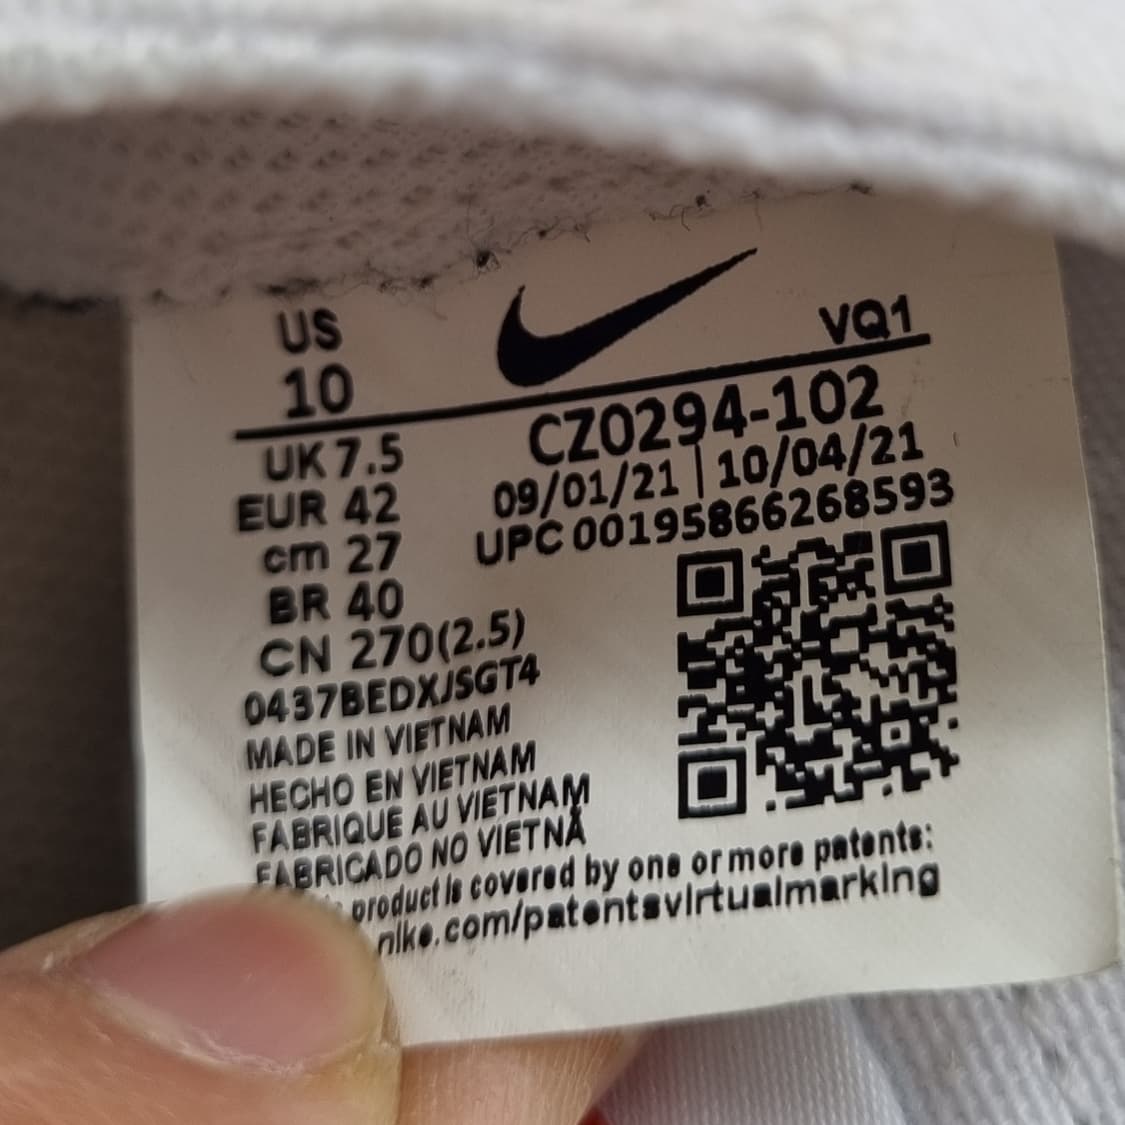 US
10
VQ1
UK 7.5
EUR 42
cm 27
BR 40
CN 270(2.5)
CZ0294-102
09/01/21 | 10/04/21
UPC 00195866268593
0437BEDXJSGT4
MADE IN VIETNAM
HECHO EN VIETNAM
FABRIQUE AU VIETNAM
FABRICADO NO VIETNÃ
product is covered by one or more patents:
nike.com/patentsvirtualmarking